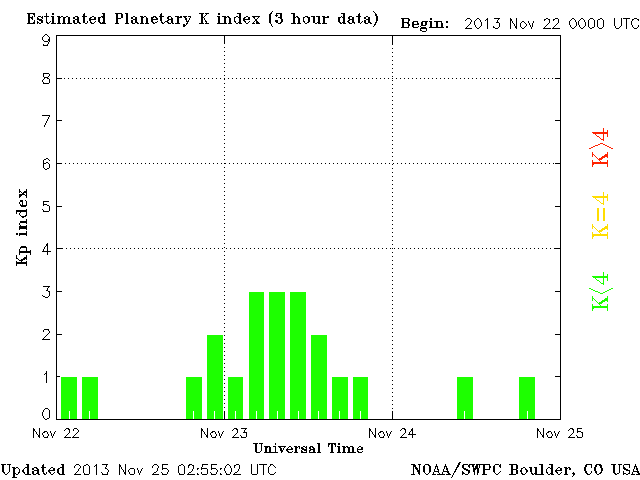 Estimated Planetary K index (3 hour data)
Begin: 2013 Nov 22 0000 UTC
9
8
7
6
5
4
3
2
1
0
Kp index
K>4
K=4
K<4
Nov 22 Nov 23 Nov 24 Nov 25
Universal Time
Updated 2013 Nov 25 02:55:02 UTC
NOAA/SWPC Boulder, CO USA